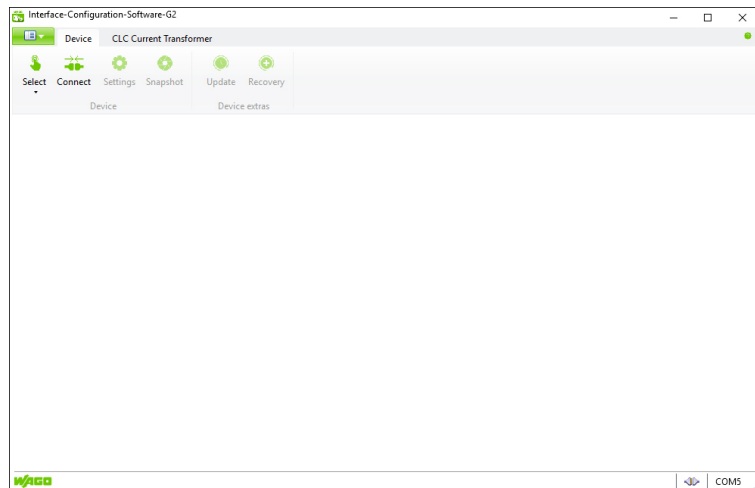 Interface-Configuration-Software-G2
Device CLC Current Transformer
Select Connect Settings Snapshot Update Recovery
Device Device extras
WAGO COM5